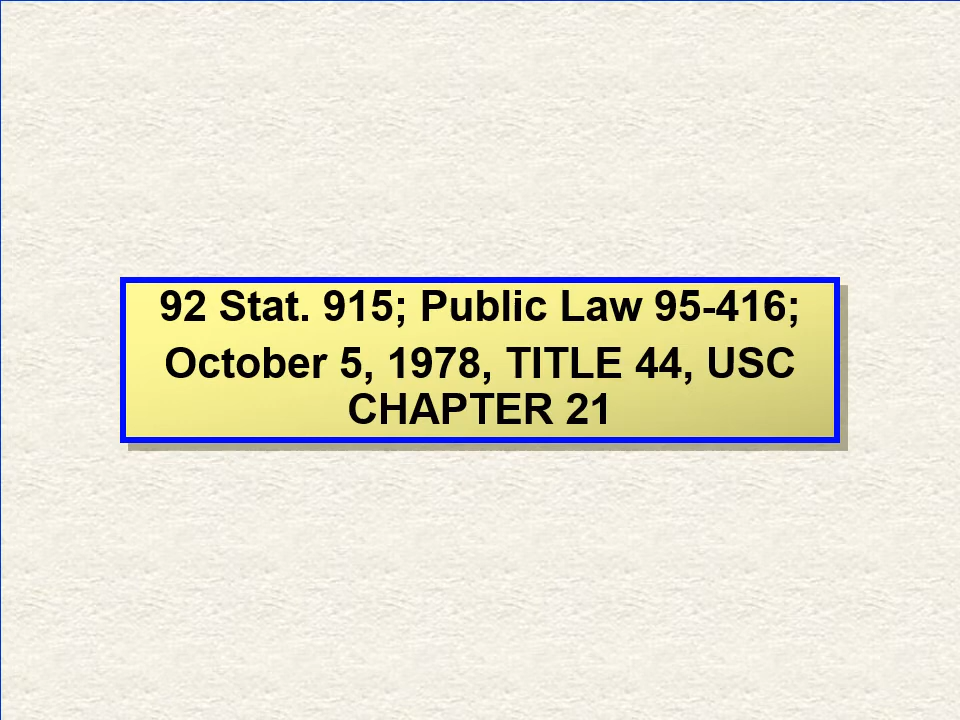 92 Stat. 915; Public Law 95-416;
October 5, 1978, TITLE 44, USC
CHAPTER 21